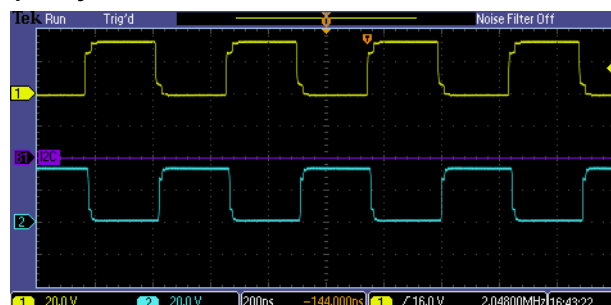 Tek Run Trig'd Noise Filter Off
T
1
B1 I2C
2
1 20.0 V 2 20.0 V 200ns -144.000ns 1 16.0 V 2.04800MHz 16:43:22